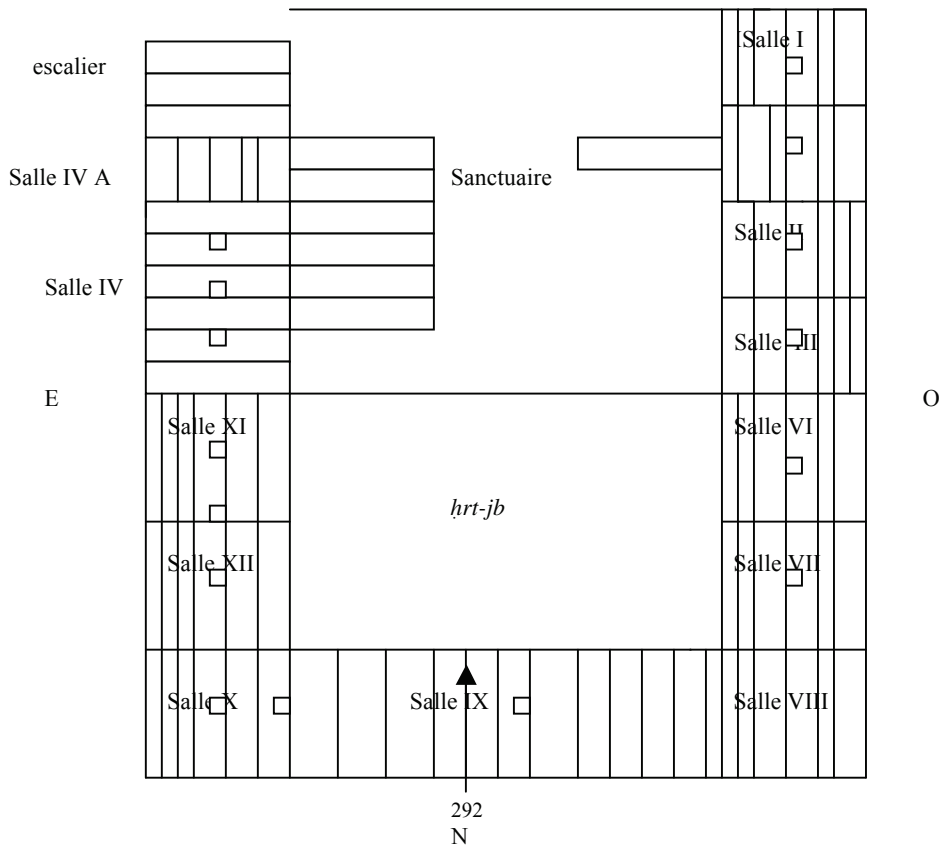 Salle I
escalier
Salle IV A
Sanctuaire
Salle II
Salle IV
Salle III
E
O
Salle XI
Salle VI
ḥrt-jb
Salle XII
Salle VII
Salle X
Salle IX
Salle VIII
292
N